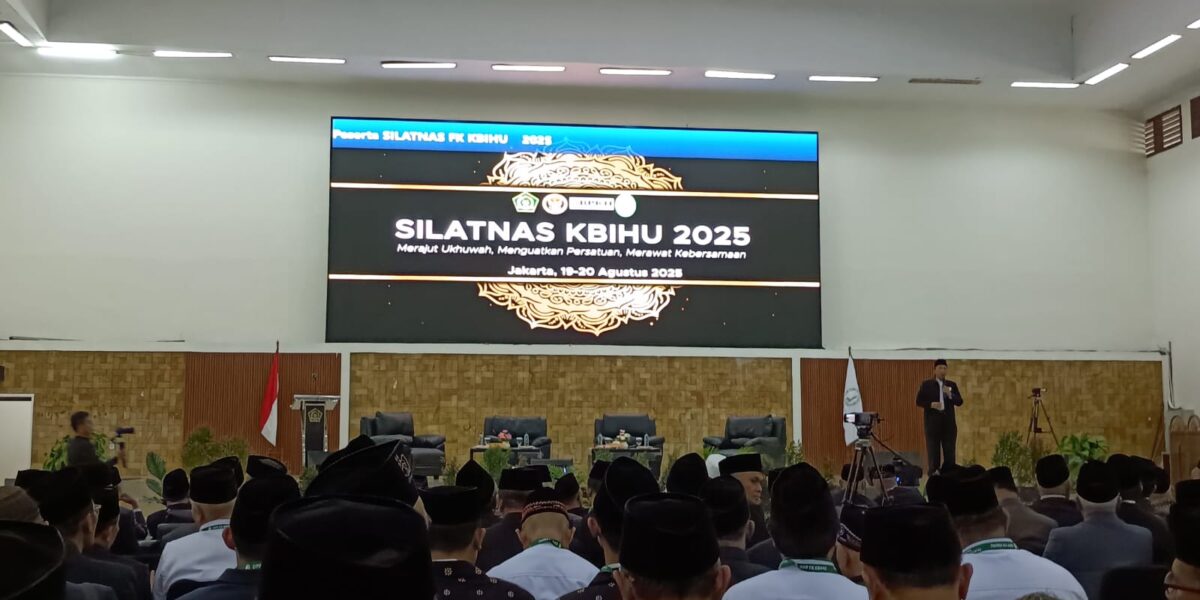 Peserta SILATNAS FK KBIHU 2025
SILATNAS KBIHU 2025
Merajut Ukhuwah, Menguatkan Persatuan, Merawat Kebersamaan
Jakarta, 19-20 Agustus 2025